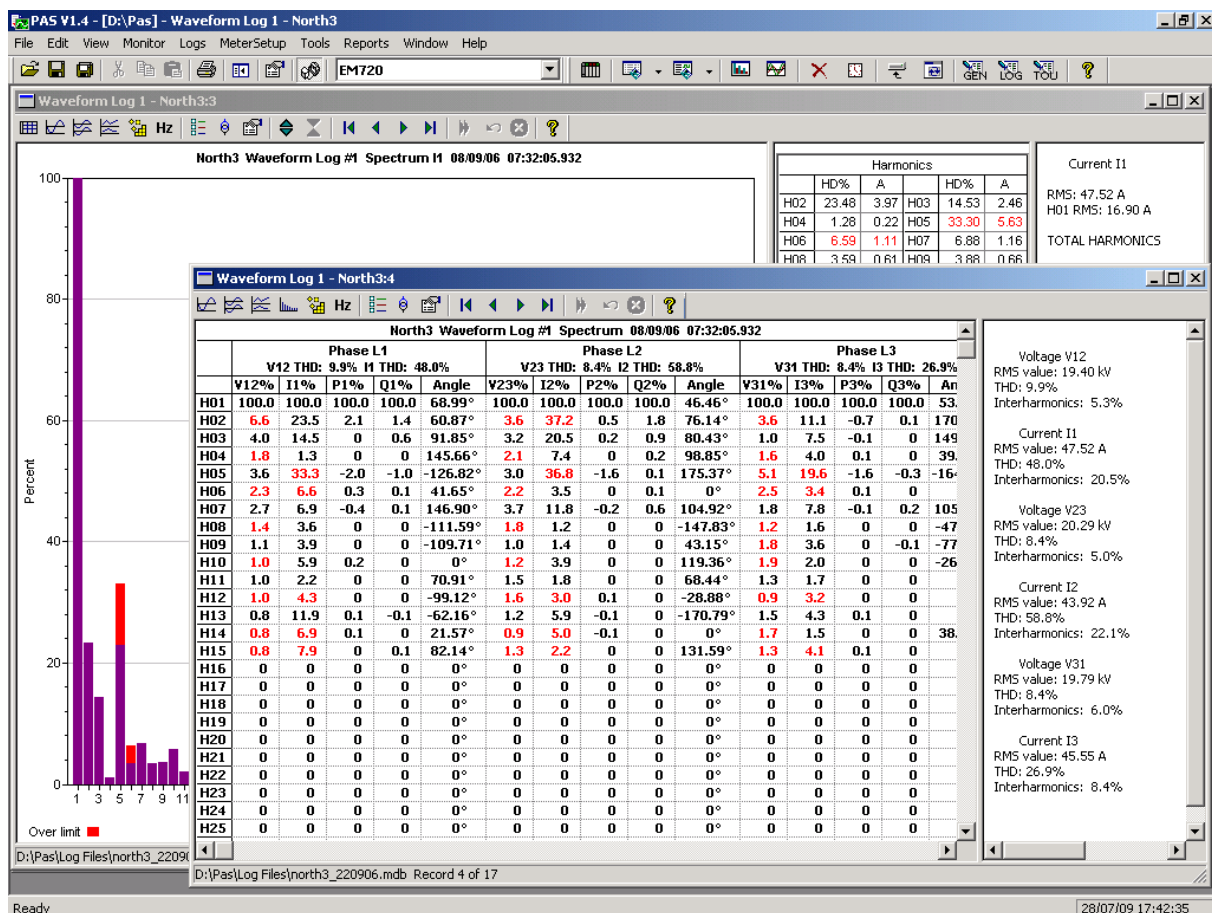 PAS V1.4 - [D:\Pas] - Waveform Log 1 - North3
File Edit View Monitor Logs MeterSetup Tools Reports Window Help
EM720 GEN LOG TOU
Waveform Log 1 - North3:3
Hz
North3 Waveform Log #1 Spectrum I1 08/09/06 07:32:05.932
100
80
60
40
20
0
Percent
1 3 5 7 9 11
Over limit
Harmonics
HD% A HD% A
H02 23.48 3.97 H03 14.53 2.46
H04 1.28 0.22 H05 33.30 5.63
H06 6.59 1.11 H07 6.88 1.16
H08 3.59 0.61 H09 3.88 0.66
Current I1
RMS: 47.52 A
H01 RMS: 16.90 A
TOTAL HARMONICS
D:\Pas\Log Files\north3_2209
Waveform Log 1 - North3:4
Hz
North3 Waveform Log #1 Spectrum 08/09/06 07:32:05.932
Phase L1 Phase L2 Phase L3
V12 THD: 9.9% I1 THD: 48.0% V23 THD: 8.4% I2 THD: 58.8% V31 THD: 8.4% I3 THD: 26.9%
V12% I1% P1% Q1% Angle V23% I2% P2% Q2% Angle V31% I3% P3% Q3% An
H01 100.0 100.0 100.0 100.0 68.99° 100.0 100.0 100.0 100.0 46.46° 100.0 100.0 100.0 100.0 53.
H02 6.6 23.5 2.1 1.4 60.87° 3.6 37.2 0.5 1.8 76.14° 3.6 11.1 -0.7 0.1 170
H03 4.0 14.5 0 0.6 91.85° 3.2 20.5 0.2 0.9 80.43° 1.0 7.5 -0.1 0 149
H04 1.8 1.3 0 0 145.66° 2.1 7.4 0 0.2 98.85° 1.6 4.0 0.1 0 39.
H05 3.6 33.3 -2.0 -1.0 -126.82° 3.0 36.8 -1.6 0.1 175.37° 5.1 19.6 -1.6 -0.3 -164
H06 2.3 6.6 0.3 0.1 41.65° 2.2 3.5 0 0.1 0° 2.5 3.4 0.1 0
H07 2.7 6.9 -0.4 0.1 146.90° 3.7 11.8 -0.2 0.6 104.92° 1.8 7.8 -0.1 0.2 105
H08 1.4 3.6 0 0 -111.59° 1.8 1.2 0 0 -147.83° 1.2 1.6 0 0 -47
H09 1.1 3.9 0 0 -109.71° 1.0 1.4 0 0 43.15° 1.8 3.6 0 -0.1 -77
H10 1.0 5.9 0.2 0 0° 1.2 3.9 0 0 119.36° 1.9 2.0 0 0 -26
H11 1.0 2.2 0 0 70.91° 1.5 1.8 0 0 68.44° 1.3 1.7 0 0
H12 1.0 4.3 0 0 -99.12° 1.6 3.0 0.1 0 -28.88° 0.9 3.2 0 0
H13 0.8 11.9 0.1 -0.1 -62.16° 1.2 5.9 -0.1 0 -170.79° 1.5 4.3 0.1 0
H14 0.8 6.9 0.1 0 21.57° 0.9 5.0 -0.1 0 0° 1.7 1.5 0 0 38.
H15 0.8 7.9 0 0.1 82.14° 1.3 2.2 0 0 131.59° 1.3 4.1 0.1 0
H16 0 0 0 0 0° 0 0 0 0 0° 0 0 0 0
H17 0 0 0 0 0° 0 0 0 0 0° 0 0 0 0
H18 0 0 0 0 0° 0 0 0 0 0° 0 0 0 0
H19 0 0 0 0 0° 0 0 0 0 0° 0 0 0 0
H20 0 0 0 0 0° 0 0 0 0 0° 0 0 0 0
H21 0 0 0 0 0° 0 0 0 0 0° 0 0 0 0
H22 0 0 0 0 0° 0 0 0 0 0° 0 0 0 0
H23 0 0 0 0 0° 0 0 0 0 0° 0 0 0 0
H24 0 0 0 0 0° 0 0 0 0 0° 0 0 0 0
H25 0 0 0 0 0° 0 0 0 0 0° 0 0 0 0
Voltage V12
RMS value: 19.40 kV
THD: 9.9%
Interharmonics: 5.3%
Current I1
RMS value: 47.52 A
THD: 48.0%
Interharmonics: 20.5%
Voltage V23
RMS value: 20.29 kV
THD: 8.4%
Interharmonics: 5.0%
Current I2
RMS value: 43.92 A
THD: 58.8%
Interharmonics: 22.1%
Voltage V31
RMS value: 19.79 kV
THD: 8.4%
Interharmonics: 6.0%
Current I3
RMS value: 45.55 A
THD: 26.9%
Interharmonics: 8.4%
D:\Pas\Log Files\north3_220906.mdb Record 4 of 17
Ready 28/07/09 17:42:35